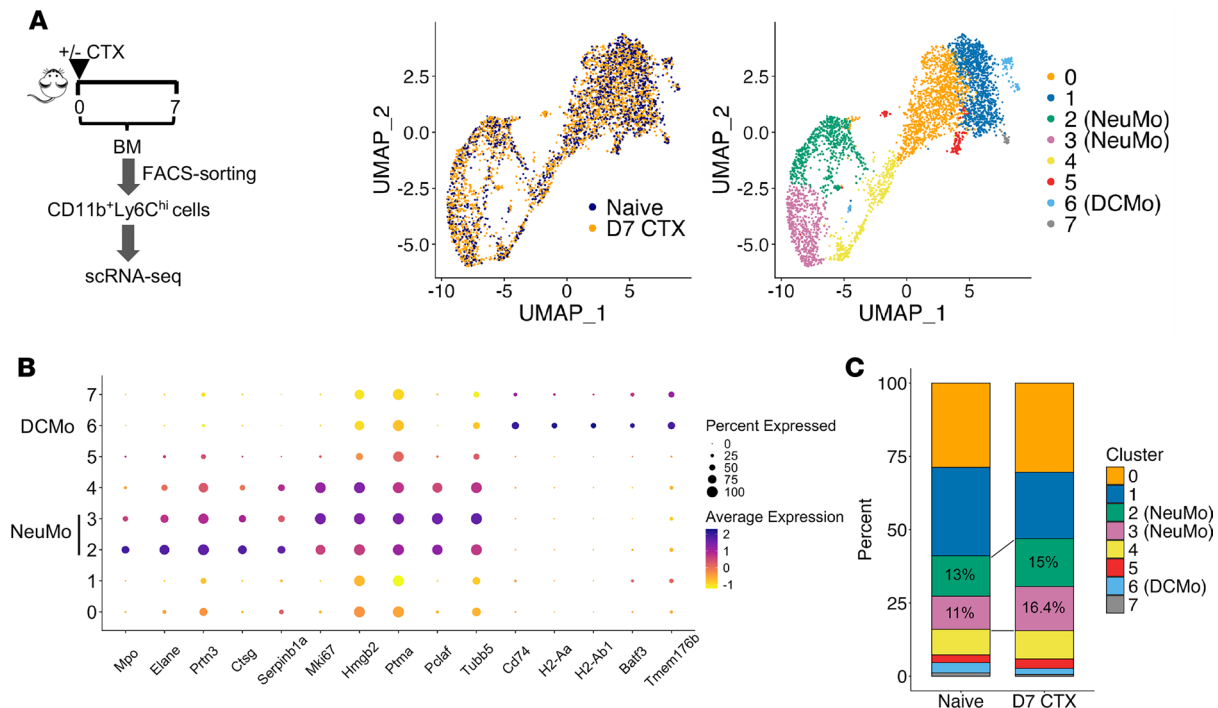 A
+/- CTX
0
7
BM
FACS-sorting
CD11b+Ly6Chi cells
scRNA-seq
UMAP_2
2.5
0.0
-2.5
-5.0
-10
-5
0
5
UMAP_1
Naive
D7 CTX
UMAP_2
2.5
0.0
-2.5
-5.0
-10
-5
0
5
UMAP_1
0
1
2 (NeuMo)
3 (NeuMo)
4
5
6 (DCMo)
7
B
7
DCMo 6
5
4
NeuMo
3
2
1
0
Mpo
Elane
Prtn3
Ctsg
Serpinb1a
Mki67
Hmgb2
Ptma
Pclaf
Tubb5
Cd74
H2-Aa
H2-Ab1
Batf3
Tmem176b
Percent Expressed
0
25
50
75
100
Average Expression
2
1
0
-1
C
Percent
100
75
50
25
0
13%
11%
15%
16.4%
Naive
D7 CTX
Cluster
0
1
2 (NeuMo)
3 (NeuMo)
4
5
6 (DCMo)
7